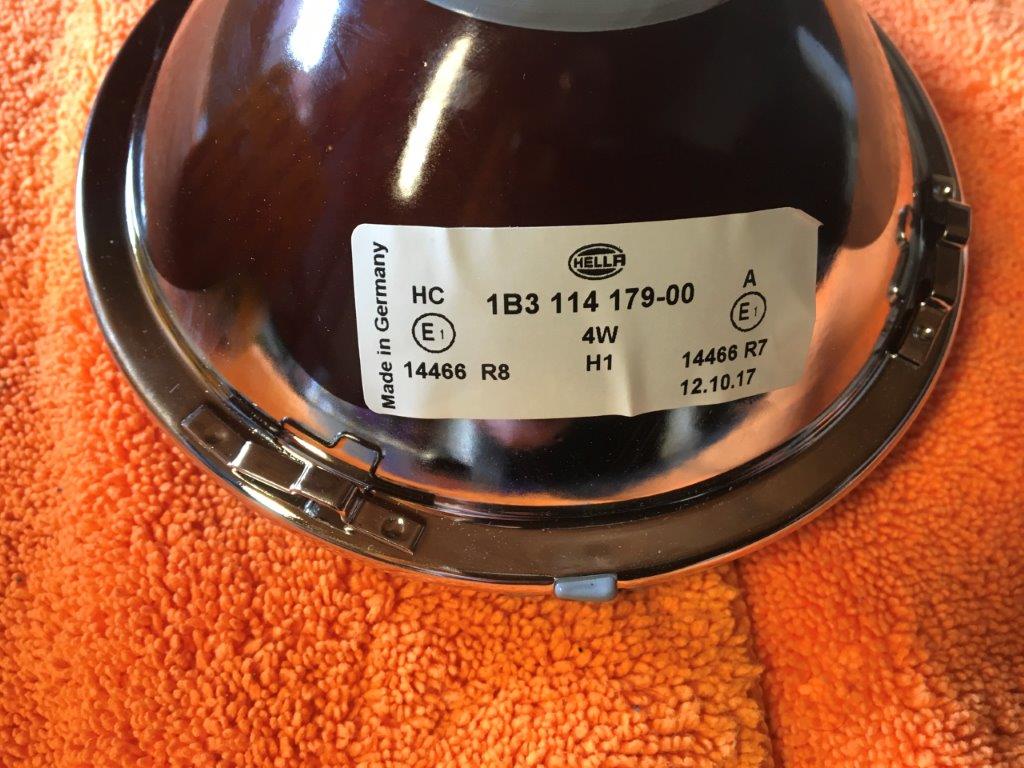 Made in Germany
HELLA
HC
1B3 114 179-00
A
E1
4W
E1
14466 R8
H1
14466 R7
12.10.17